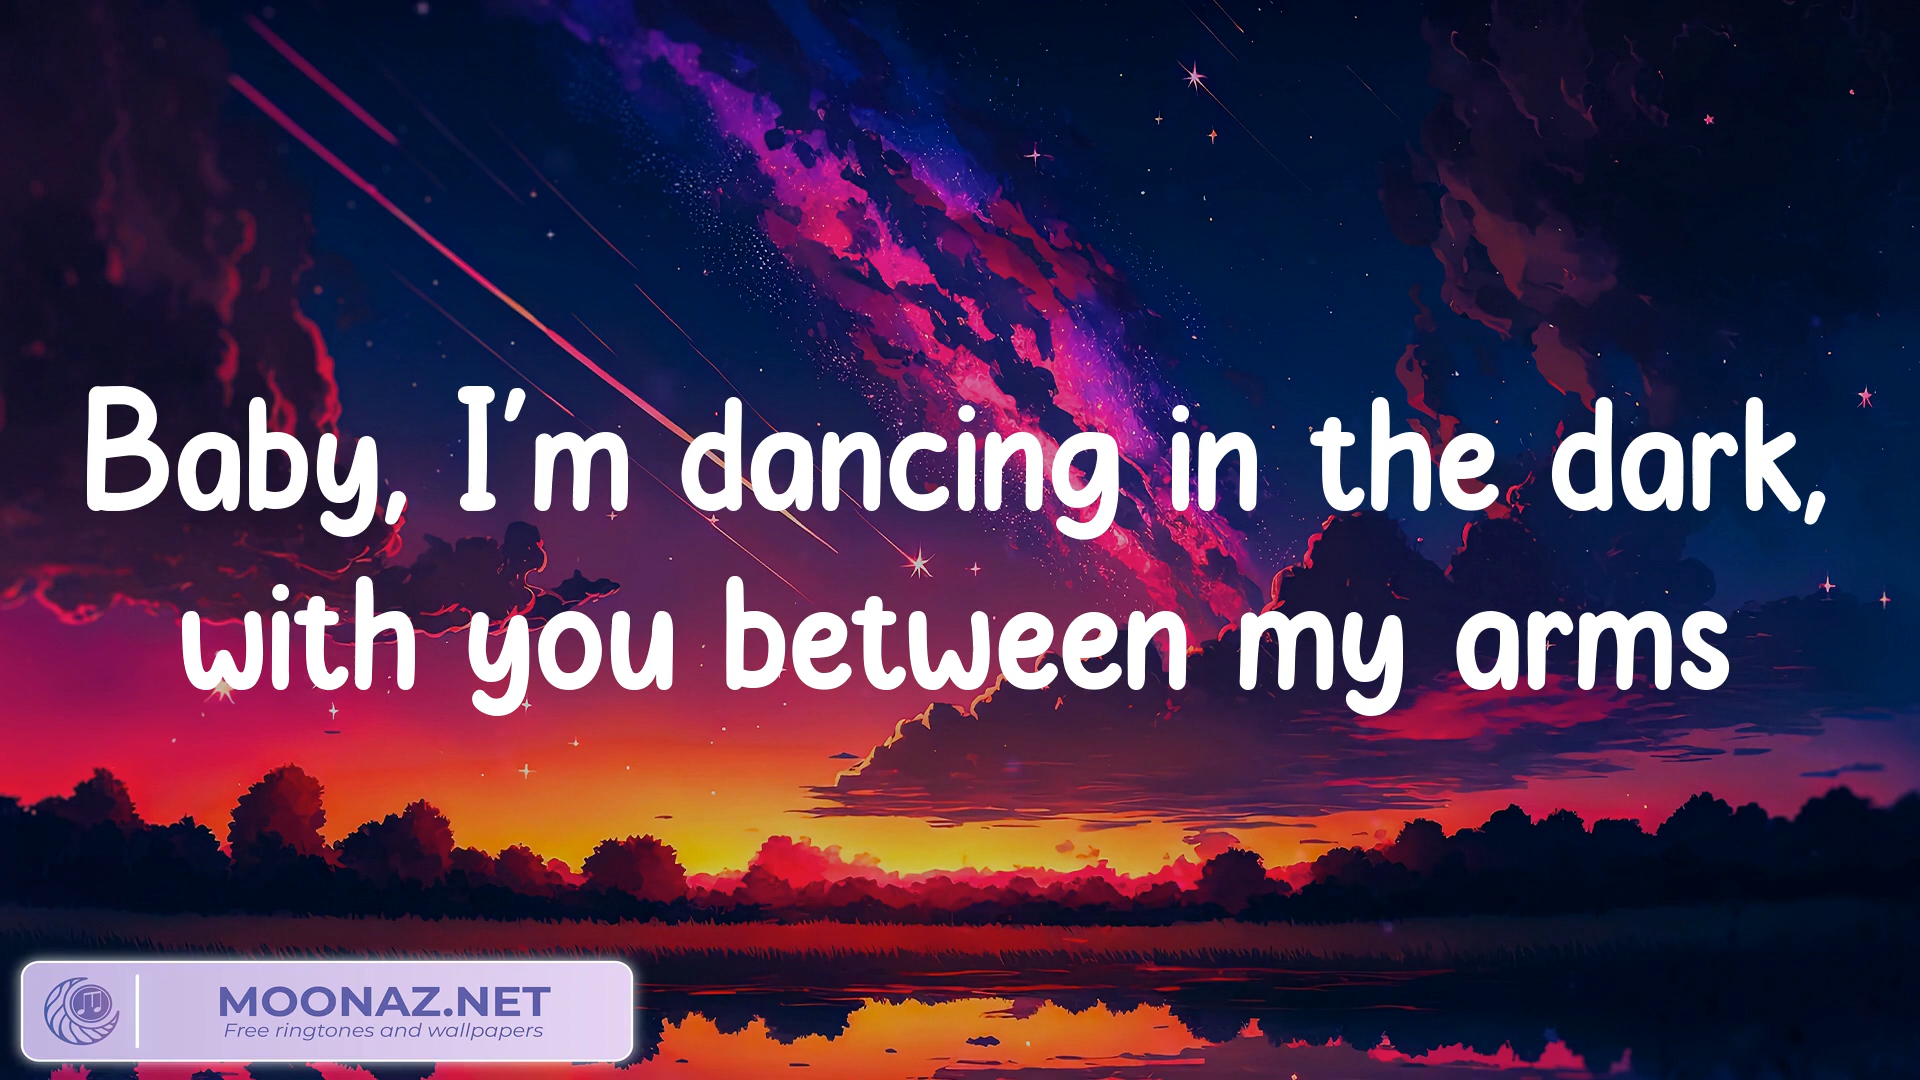 Baby, I'm dancing in the dark,
with you between my arms
MOONAZ.NET
Free ringtones and wallpapers